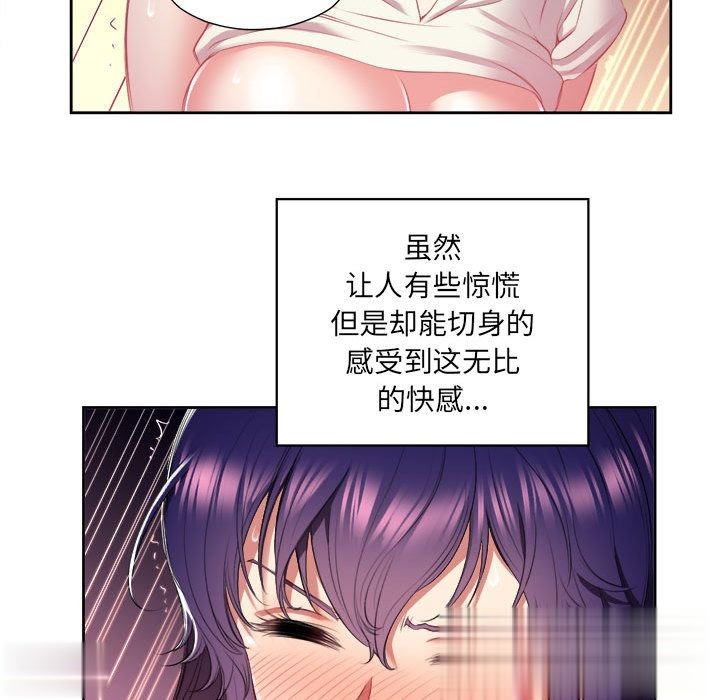 虽然
让人有些惊慌
但是却能切身的
感受到这无比
的快感...